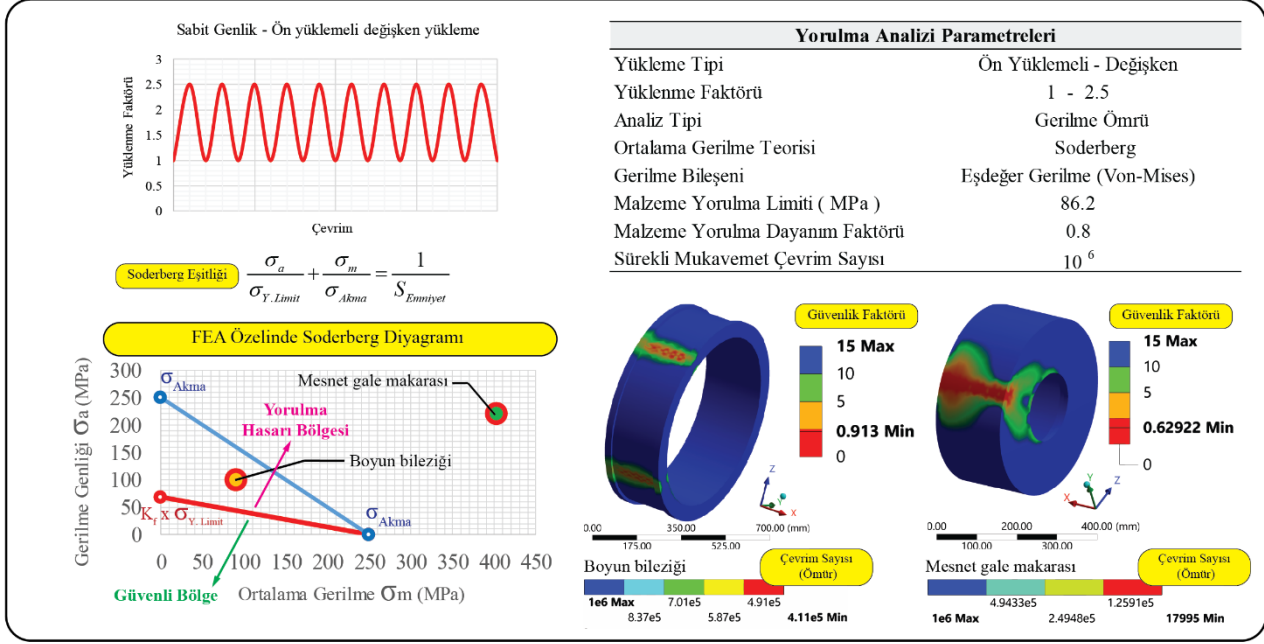 Sabit Genlik - Ön yüklemeli değişken yükleme
Yüklenme Faktörü
3
2.5
2
1.5
1
0.5
0
Çevrim
Soderberg Eşitliği
σa / σY.Limit + σm / σAkma = 1 / SEmniyet
FEA Özelinde Soderberg Diyagramı
Gerilme Genliği σa (MPa)
300
250
200
150
100
50
0
σAkma
Mesnet gale makarası
Yorulma
Hasarı Bölgesi
Boyun bileziği
Kf x σY. Limit
σAkma
0 50 100 150 200 250 300 350 400 450
Güvenli Bölge
Ortalama Gerilme σm (MPa)
Yorulma Analizi Parametreleri
Yükleme Tipi Ön Yüklemeli - Değişken
Yüklenme Faktörü 1 - 2.5
Analiz Tipi Gerilme Ömrü
Ortalama Gerilme Teorisi Soderberg
Gerilme Bileşeni Eşdeğer Gerilme (Von-Mises)
Malzeme Yorulma Limiti ( MPa ) 86.2
Malzeme Yorulma Dayanım Faktörü 0.8
Sürekli Mukavemet Çevrim Sayısı 10 6
Güvenlik Faktörü
15 Max
10
5
0.913 Min
0
Z
Y
X
0.00 350.00 700.00 (mm)
175.00 525.00
Boyun bileziği
Çevrim Sayısı
(Ömür)
1e6 Max 7.01e5 4.91e5
8.37e5 5.87e5 4.11e5 Min
Güvenlik Faktörü
15 Max
10
5
0.62922 Min
0
Y
Z
X
0.00 200.00 400.00 (mm)
100.00 300.00
Mesnet gale makarası
Çevrim Sayısı
(Ömür)
4.9433e5 1.2591e5
1e6 Max 2.4948e5 17995 Min